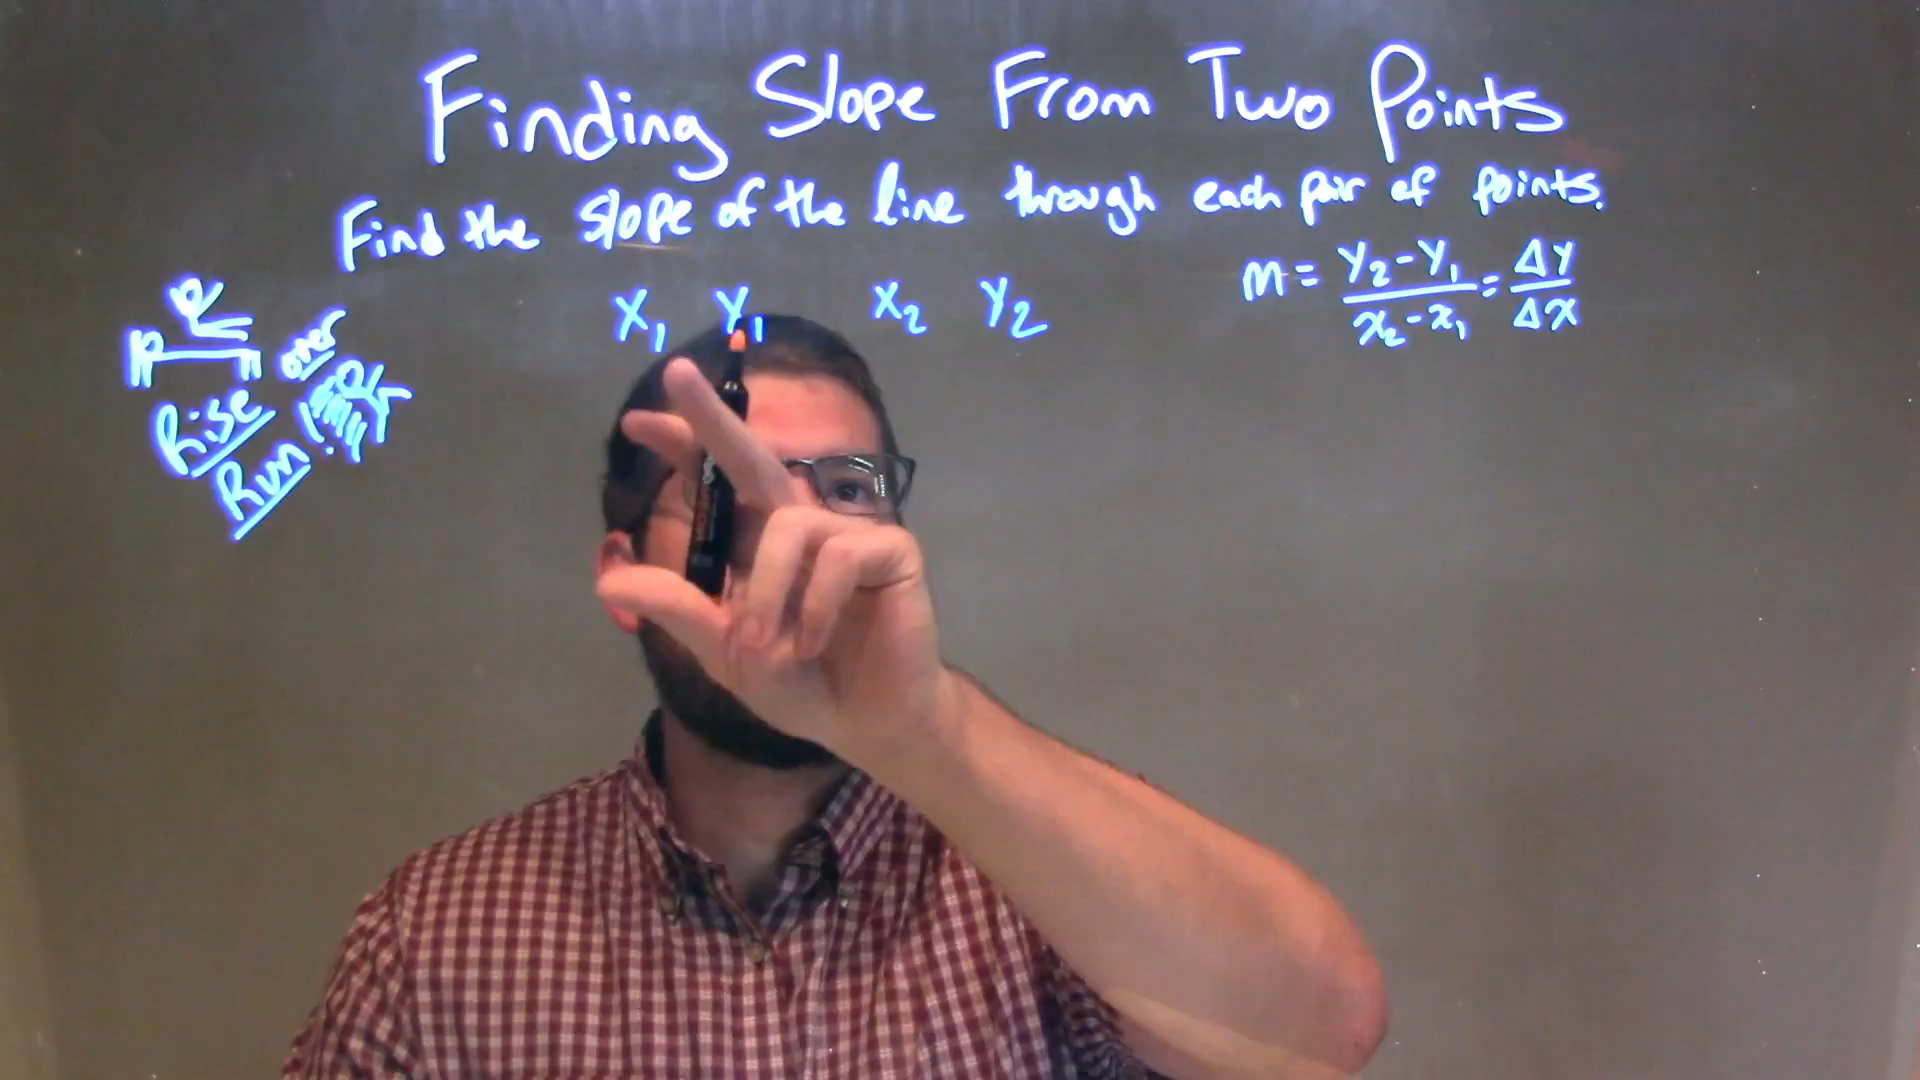 Finding Slope From Two Points
Find the slope of the line through each pair of points.
m = y₂-y₁/x₂-x₁ = Δy/Δx
x₁ y₁ x₂ y₂
over
Rise
Run!